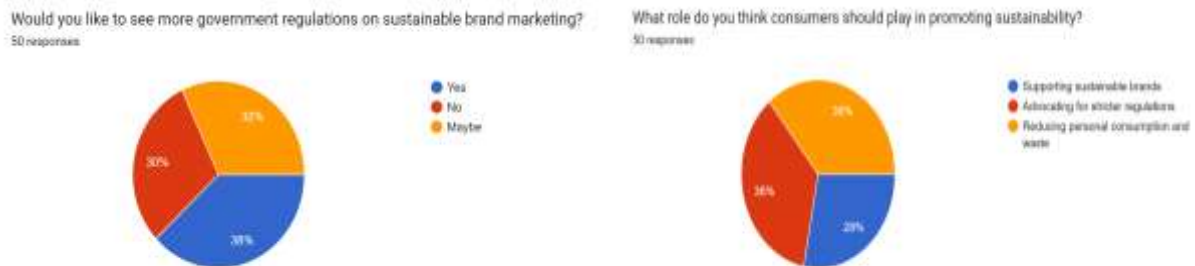 Would you like to see more government regulations on sustainable brand marketing?
50 responses
Yes
No
Maybe
32%
30%
38%
What role do you think consumers should play in promoting sustainability?
50 responses
Supporting sustainable brands
Advocating for stricter regulations
Reducing personal consumption and
waste
36%
36%
28%